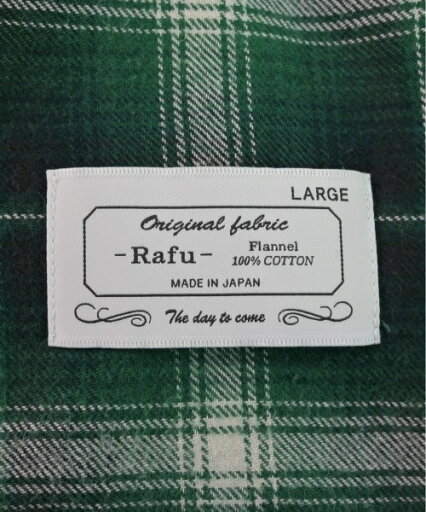 LARGE
Original fabric
-Rafu-
Flannel
100% COTTON
MADE IN JAPAN
The day to come